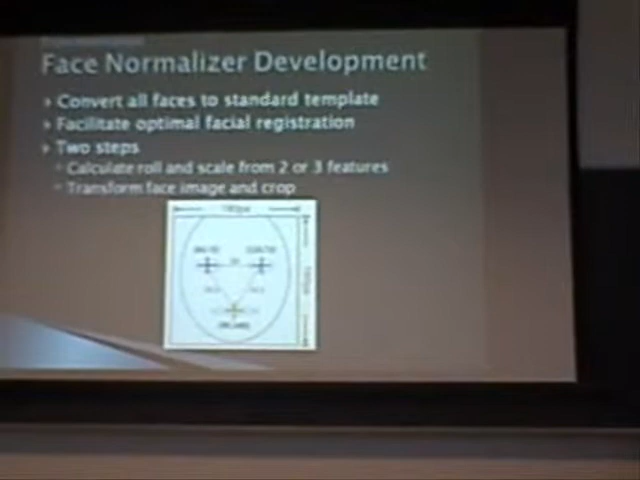 Face Normalizer Development
Convert all faces to standard template
Facilitate optimal facial registration
Two steps
Calculate roll and scale from 2 or 3 features
Transform face image and crop